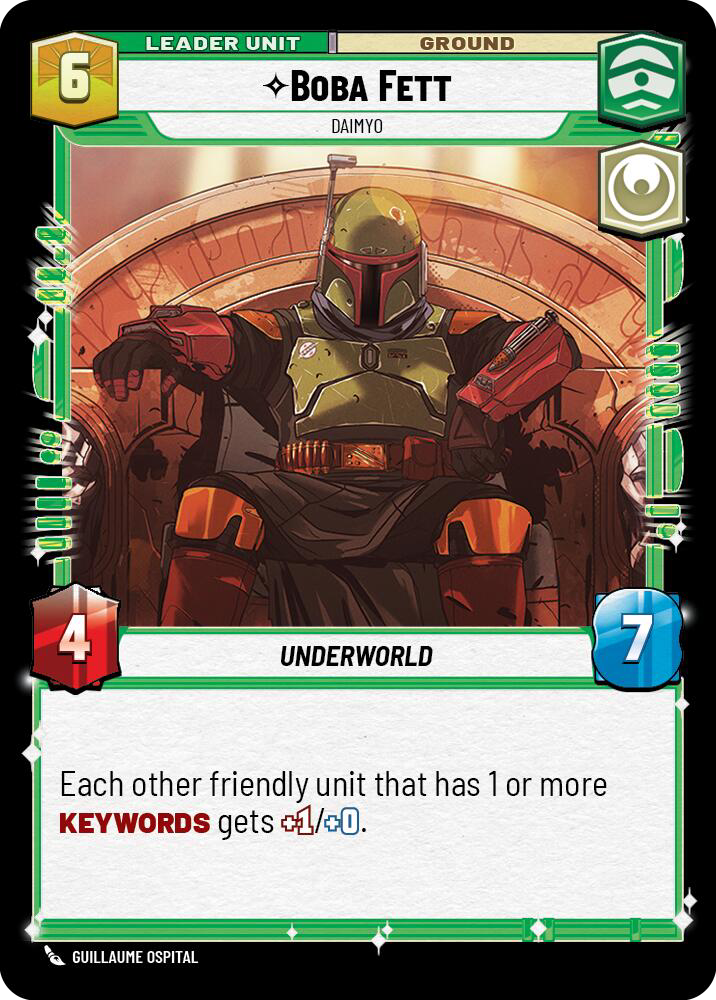 LEADER UNIT
GROUND
6
✧BOBA FETT
DAIMYO
4
UNDERWORLD
7
Each other friendly unit that has 1 or more
KEYWORDS gets +1/+0.
GUILLAUME OSPITAL